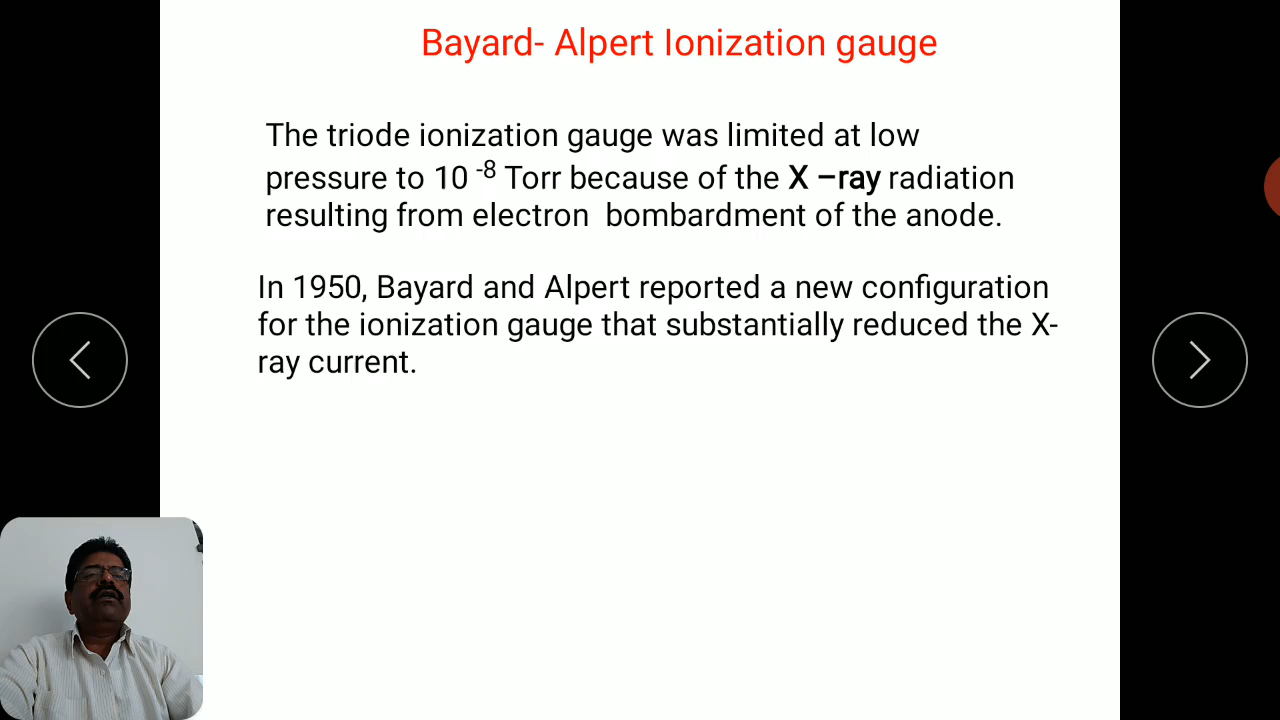 Bayard- Alpert Ionization gauge
The triode ionization gauge was limited at low
pressure to 10 -8 Torr because of the X –ray radiation
resulting from electron bombardment of the anode.
In 1950, Bayard and Alpert reported a new configuration
for the ionization gauge that substantially reduced the X-
ray current.